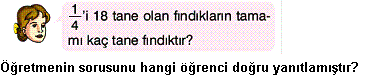 1/4'i 18 tane olan fındıkların tama-
mı kaç tane fındıktır?
Öğretmenin sorusunu hangi öğrenci doğru yanıtlamıştır?